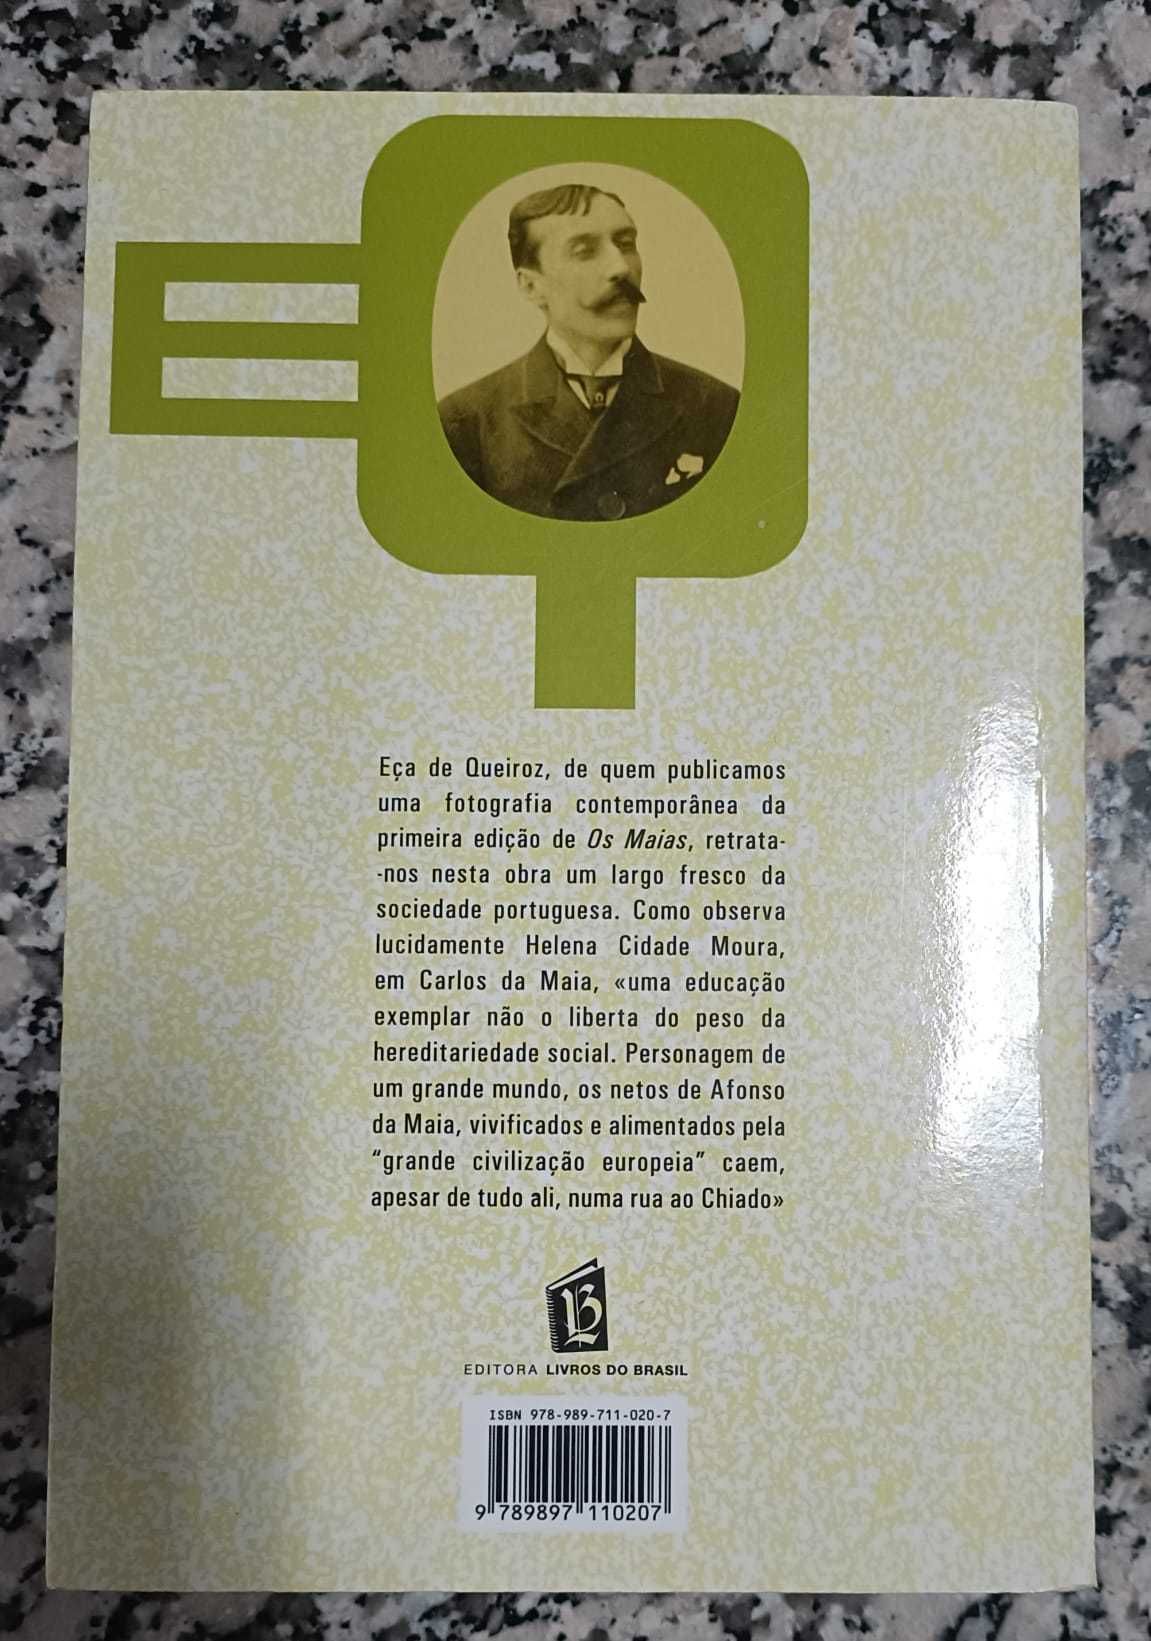 EQ
Eça de Queiroz, de quem publicamos
uma fotografia contemporânea da
primeira edição de Os Maias, retrata-
-nos nesta obra um largo fresco da
sociedade portuguesa. Como observa
lucidamente Helena Cidade Moura,
em Carlos da Maia, «uma educação
exemplar não o liberta do peso da
hereditariedade social. Personagem de
um grande mundo, os netos de Afonso
da Maia, vivificados e alimentados pela
“grande civilização europeia” caem,
apesar de tudo ali, numa rua ao Chiado»
LB
EDITORA LIVROS DO BRASIL
ISBN 978-989-711-020-7
9 789897 110207